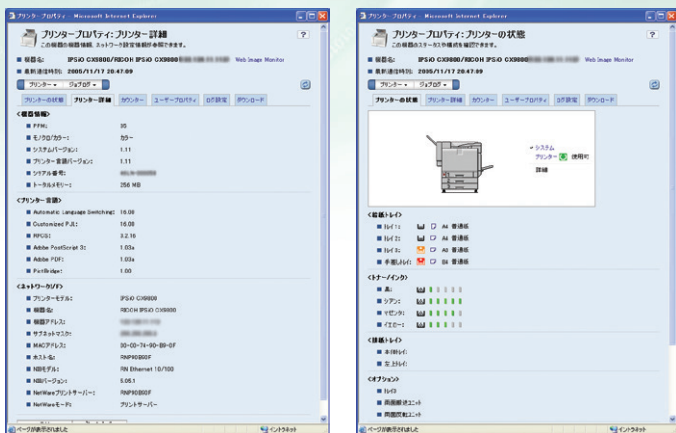 プリンタープロパティ - Microsoft Internet Explorer
プリンタープロパティ:プリンター詳細
この機器の機器情報、ネットワーク設定情報が参照できます。
?
■ 機器名: IPSiO GX9800/RICOH IPSiO CX9800
Web Image Monitor
■ 最新通信時刻: 2005/11/17 20:47:09
プリンター ジョブログ
プリンターの状態 プリンター詳細 カウンター ユーザープロパティ ログ設定 ダウンロード
<機器情報>
■ PPM: 35
■ モノクロ/カラー: カラー
■ システムバージョン: 1.11
■ プリンター言語バージョン: 1.11
■ シリアル番号:
■ トータルメモリー: 256 MB
<プリンター言語>
■ Automatic Language Switching: 16.00
■ Customized PJL: 16.00
■ RPCS: 3.2.16
■ Adobe PostScript 3: 1.03a
■ Adobe PDF: 1.03a
■ PictBridge: 1.00
<ネットワークI/F>
■ プリンターモデル: IPSiO CX9800
■ 機器名: RICOH IPSiO CX9800
■ 機器アドレス:
■ サブネットマスク:
■ MACアドレス: 00-00-74-90-B9-0F
■ ホスト名: RNP90B90F
■ NIBモデル: RN Ethernet 10/100
■ NIBバージョン: 5.05.1
■ NetWareプリントサーバー: RNP90B90F
■ NetWareモード: プリントサーバー
ページが表示されました
イントラネット
プリンタープロパティ - Microsoft Internet Explorer
プリンタープロパティ:プリンターの状態
この機器のステータスや構成を確認できます。
?
■ 機器名: IPSiO CX9800/RICOH IPSiO CX9800
Web Image Monitor
■ 最新通信時刻: 2005/11/17 20:47:09
プリンター ジョブログ
プリンターの状態 プリンター詳細 カウンター ユーザープロパティ ログ設定 ダウンロード
システム
プリンター 使用可
詳細
<給紙トレイ>
■ トレイ1: A4 普通紙
■ トレイ2: A4 普通紙
■ トレイ3: A4 普通紙
■ 手差しトレイ: B4 普通紙
<トナー/インク>
■ 黒:
■ シアン:
■ マゼンタ:
■ イエロー:
<排紙トレイ>
■ 本体トレイ:
■ 左上トレイ:
<オプション>
■ トレイ3
■ 両面搬送ユニット
■ 両面反転ユニット
ページが表示されました
イントラネット